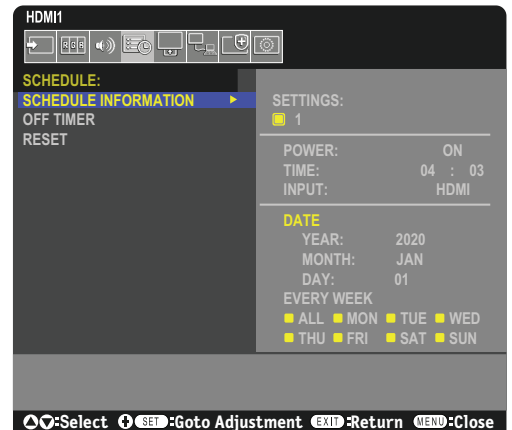 HDMI1
RGB
SCHEDULE:
SCHEDULE INFORMATION
OFF TIMER
RESET
SETTINGS:
1
POWER: ON
TIME: 04 : 03
INPUT: HDMI
DATE
YEAR: 2020
MONTH: JAN
DAY: 01
EVERY WEEK
ALL MON TUE WED
THU FRI SAT SUN
:Select SET :Goto Adjustment EXIT :Return MENU :Close